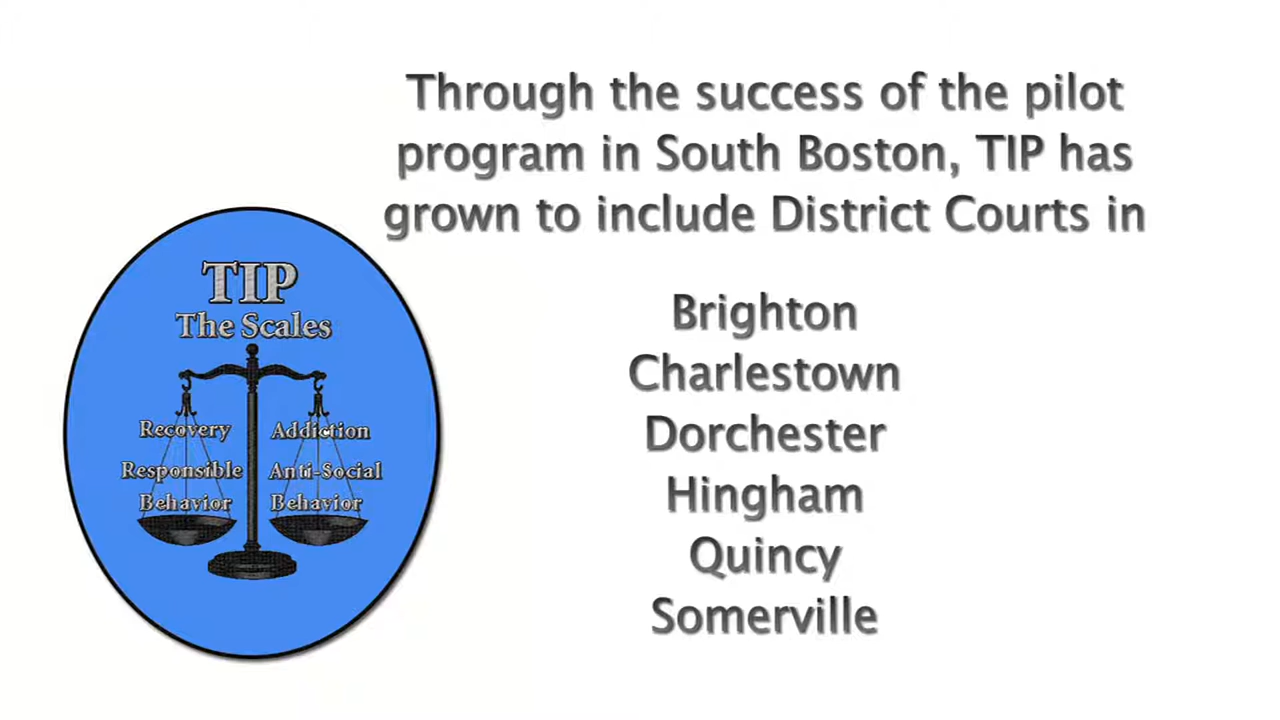 Through the success of the pilot
program in South Boston, TIP has
grown to include District Courts in
Brighton
Charlestown
Dorchester
Hingham
Quincy
Somerville
TIP
The Scales
Recovery
Responsible
Behavior
Addiction
Anti-Social
Behavior